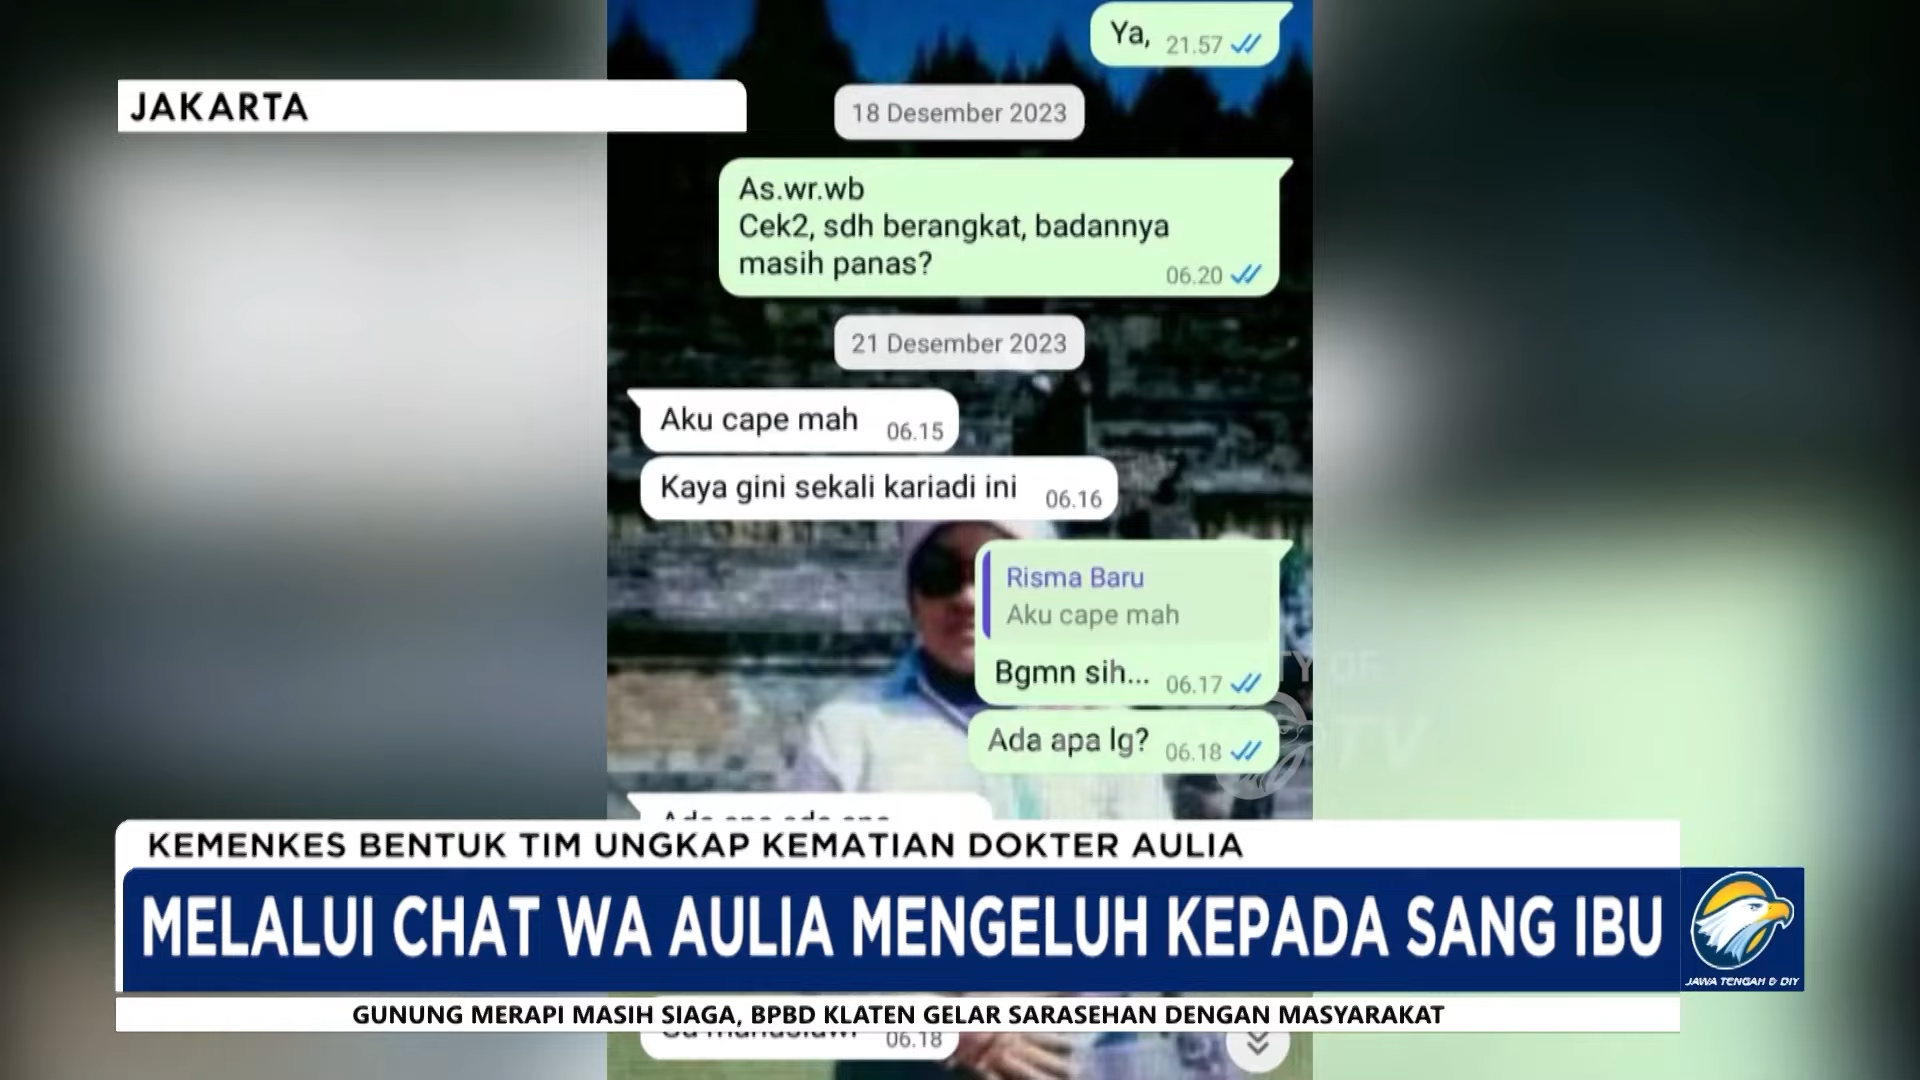 Ya, 21.57
JAKARTA
18 Desember 2023
As.wr.wb
Cek2, sdh berangkat, badannya
masih panas? 06.20
21 Desember 2023
Aku cape mah 06.15
Kaya gini sekali kariadi ini 06.16
Risma Baru
Aku cape mah
Bgmn sih... 06.17
Ada apa lg? 06.18
KEMENKES BENTUK TIM UNGKAP KEMATIAN DOKTER AULIA
MELALUI CHAT WA AULIA MENGELUH KEPADA SANG IBU
JAWA TENGAH & DIY
GUNUNG MERAPI MASIH SIAGA, BPBD KLATEN GELAR SARASEHAN DENGAN MASYARAKAT
06.18